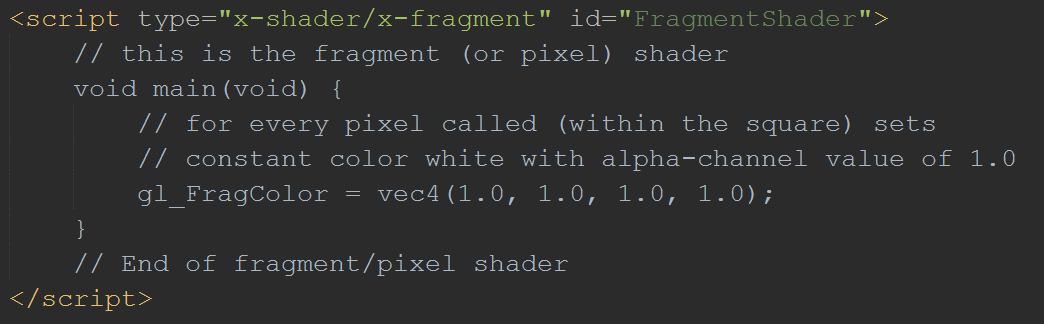 <script type="x-shader/x-fragment" id="FragmentShader">
    // this is the fragment (or pixel) shader
    void main(void) {
        // for every pixel called (within the square) sets
        // constant color white with alpha-channel value of 1.0
        gl_FragColor = vec4(1.0, 1.0, 1.0, 1.0);
    }
    // End of fragment/pixel shader
</script>